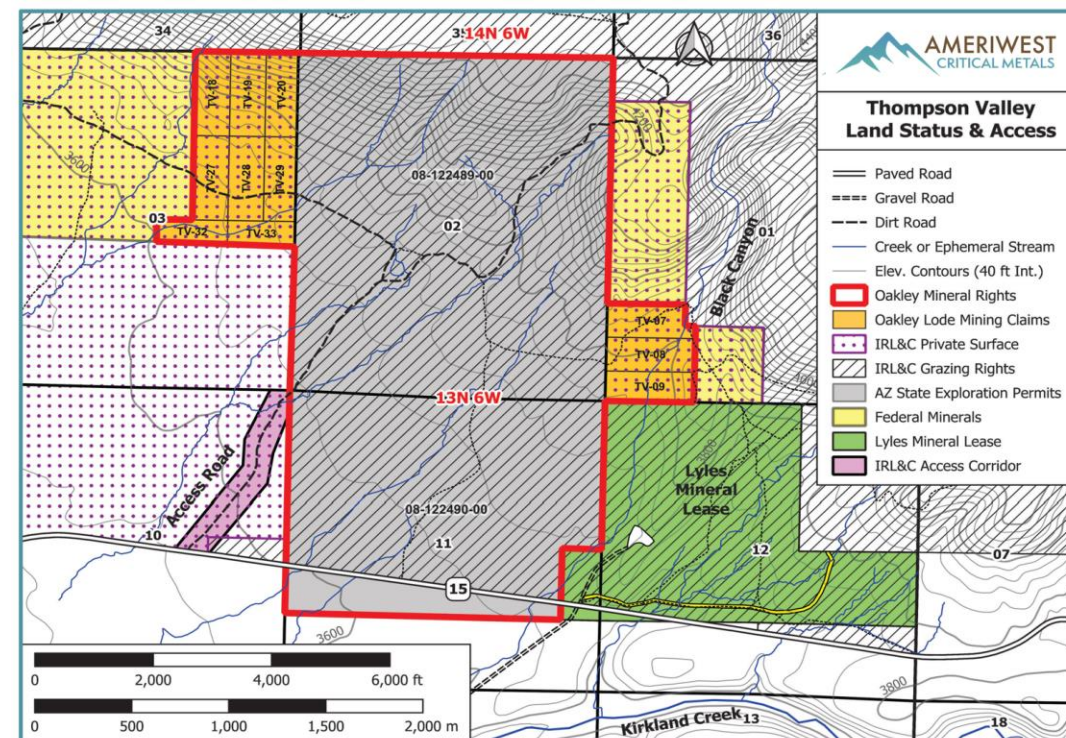 34
35
14N 6W
36
AMERIWEST
CRITICAL METALS
Thompson Valley
Land Status & Access
Paved Road
Gravel Road
Dirt Road
Creek or Ephemeral Stream
Elev. Contours (40 ft Int.)
Oakley Mineral Rights
Oakley Lode Mining Claims
IRL&C Private Surface
IRL&C Grazing Rights
AZ State Exploration Permits
Federal Minerals
Lyles Mineral Lease
IRL&C Access Corridor
TV-18
TV-19
TV-20
3600
TV-27
TV-28
TV-29
08-122489-00
03
02
01
TV-32
TV-33
Black Canyon
TV-07
TV-08
TV-09
4000
13N 6W
3800
Access Road
Lyles
Mineral
Lease
08-122490-00
10
11
12
07
15
3600
3800
Kirkland Creek
13
18
0
2,000
4,000
6,000 ft
0
500
1,000
1,500
2,000 m